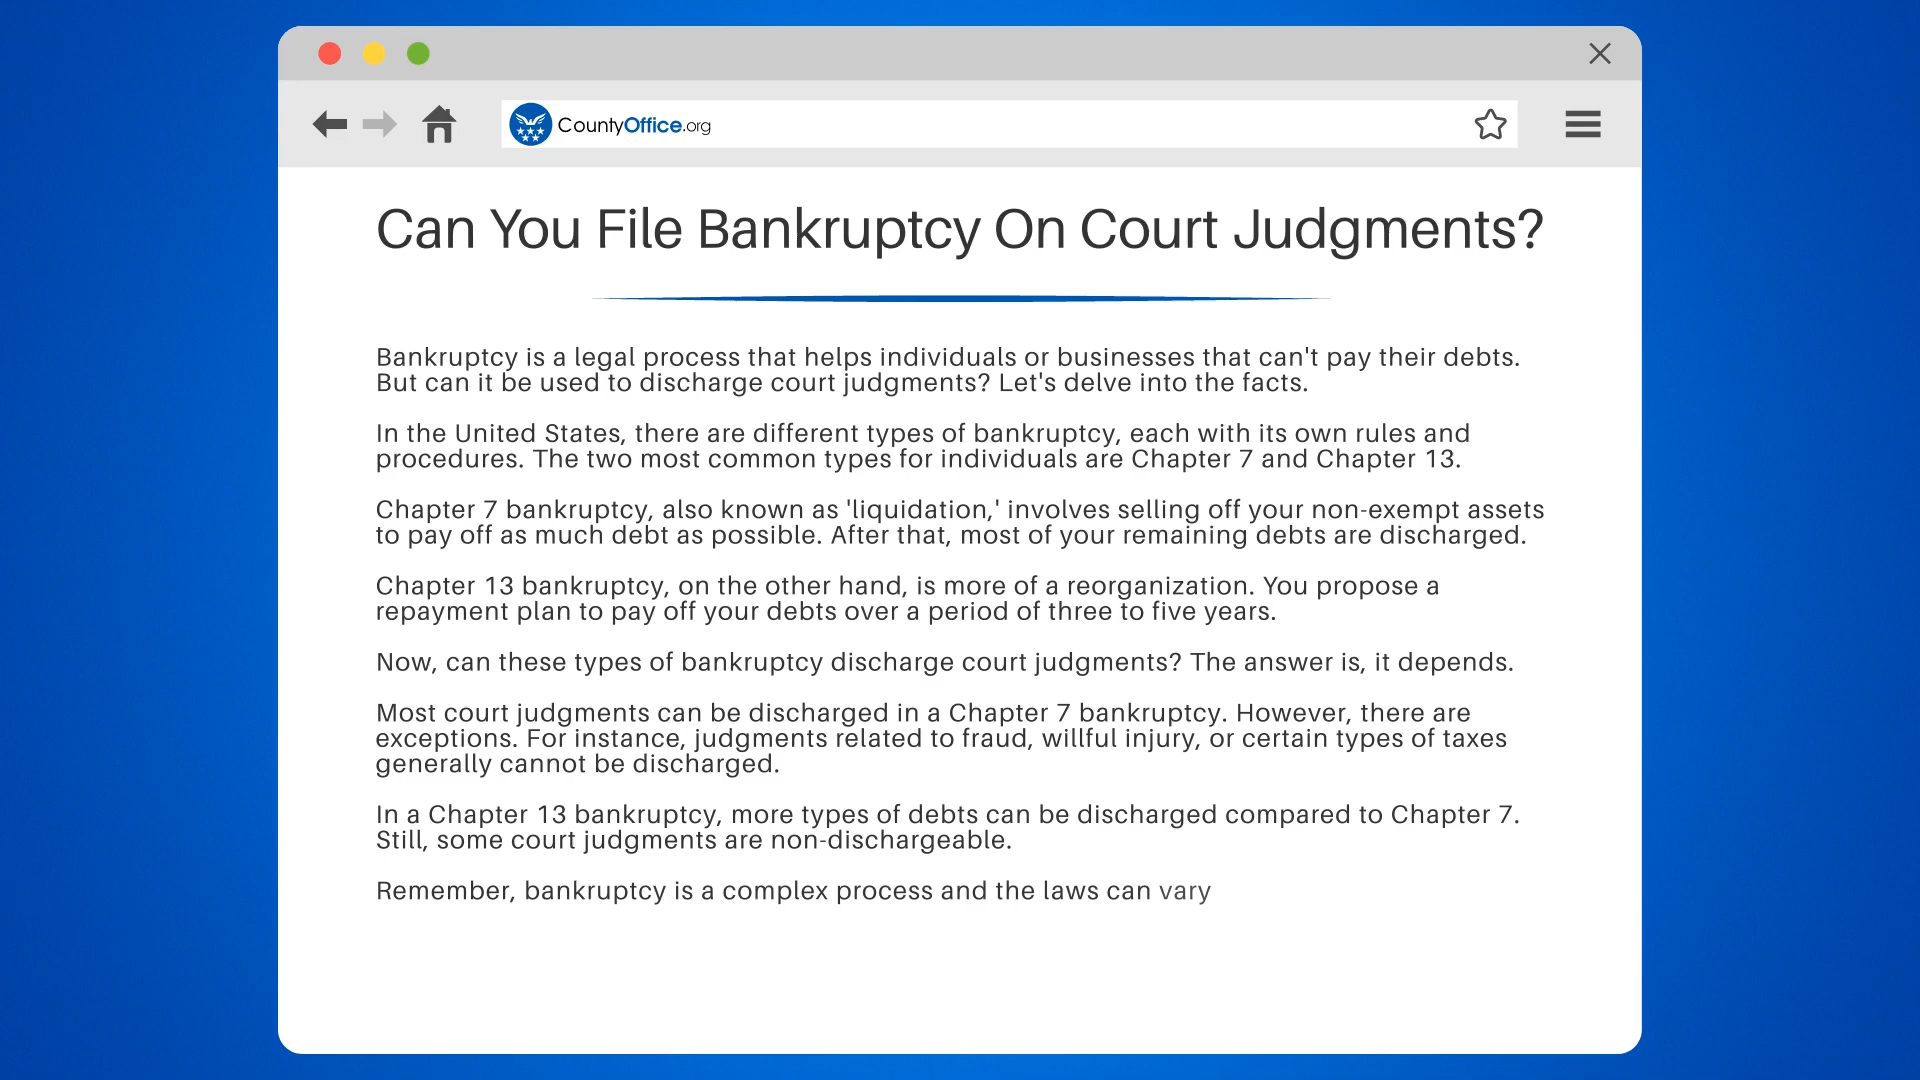 CountyOffice.org
Can You File Bankruptcy On Court Judgments?
Bankruptcy is a legal process that helps individuals or businesses that can't pay their debts.
But can it be used to discharge court judgments? Let's delve into the facts.
In the United States, there are different types of bankruptcy, each with its own rules and
procedures. The two most common types for individuals are Chapter 7 and Chapter 13.
Chapter 7 bankruptcy, also known as 'liquidation,' involves selling off your non-exempt assets
to pay off as much debt as possible. After that, most of your remaining debts are discharged.
Chapter 13 bankruptcy, on the other hand, is more of a reorganization. You propose a
repayment plan to pay off your debts over a period of three to five years.
Now, can these types of bankruptcy discharge court judgments? The answer is, it depends.
Most court judgments can be discharged in a Chapter 7 bankruptcy. However, there are
exceptions. For instance, judgments related to fraud, willful injury, or certain types of taxes
generally cannot be discharged.
In a Chapter 13 bankruptcy, more types of debts can be discharged compared to Chapter 7.
Still, some court judgments are non-dischargeable.
Remember, bankruptcy is a complex process and the laws can vary